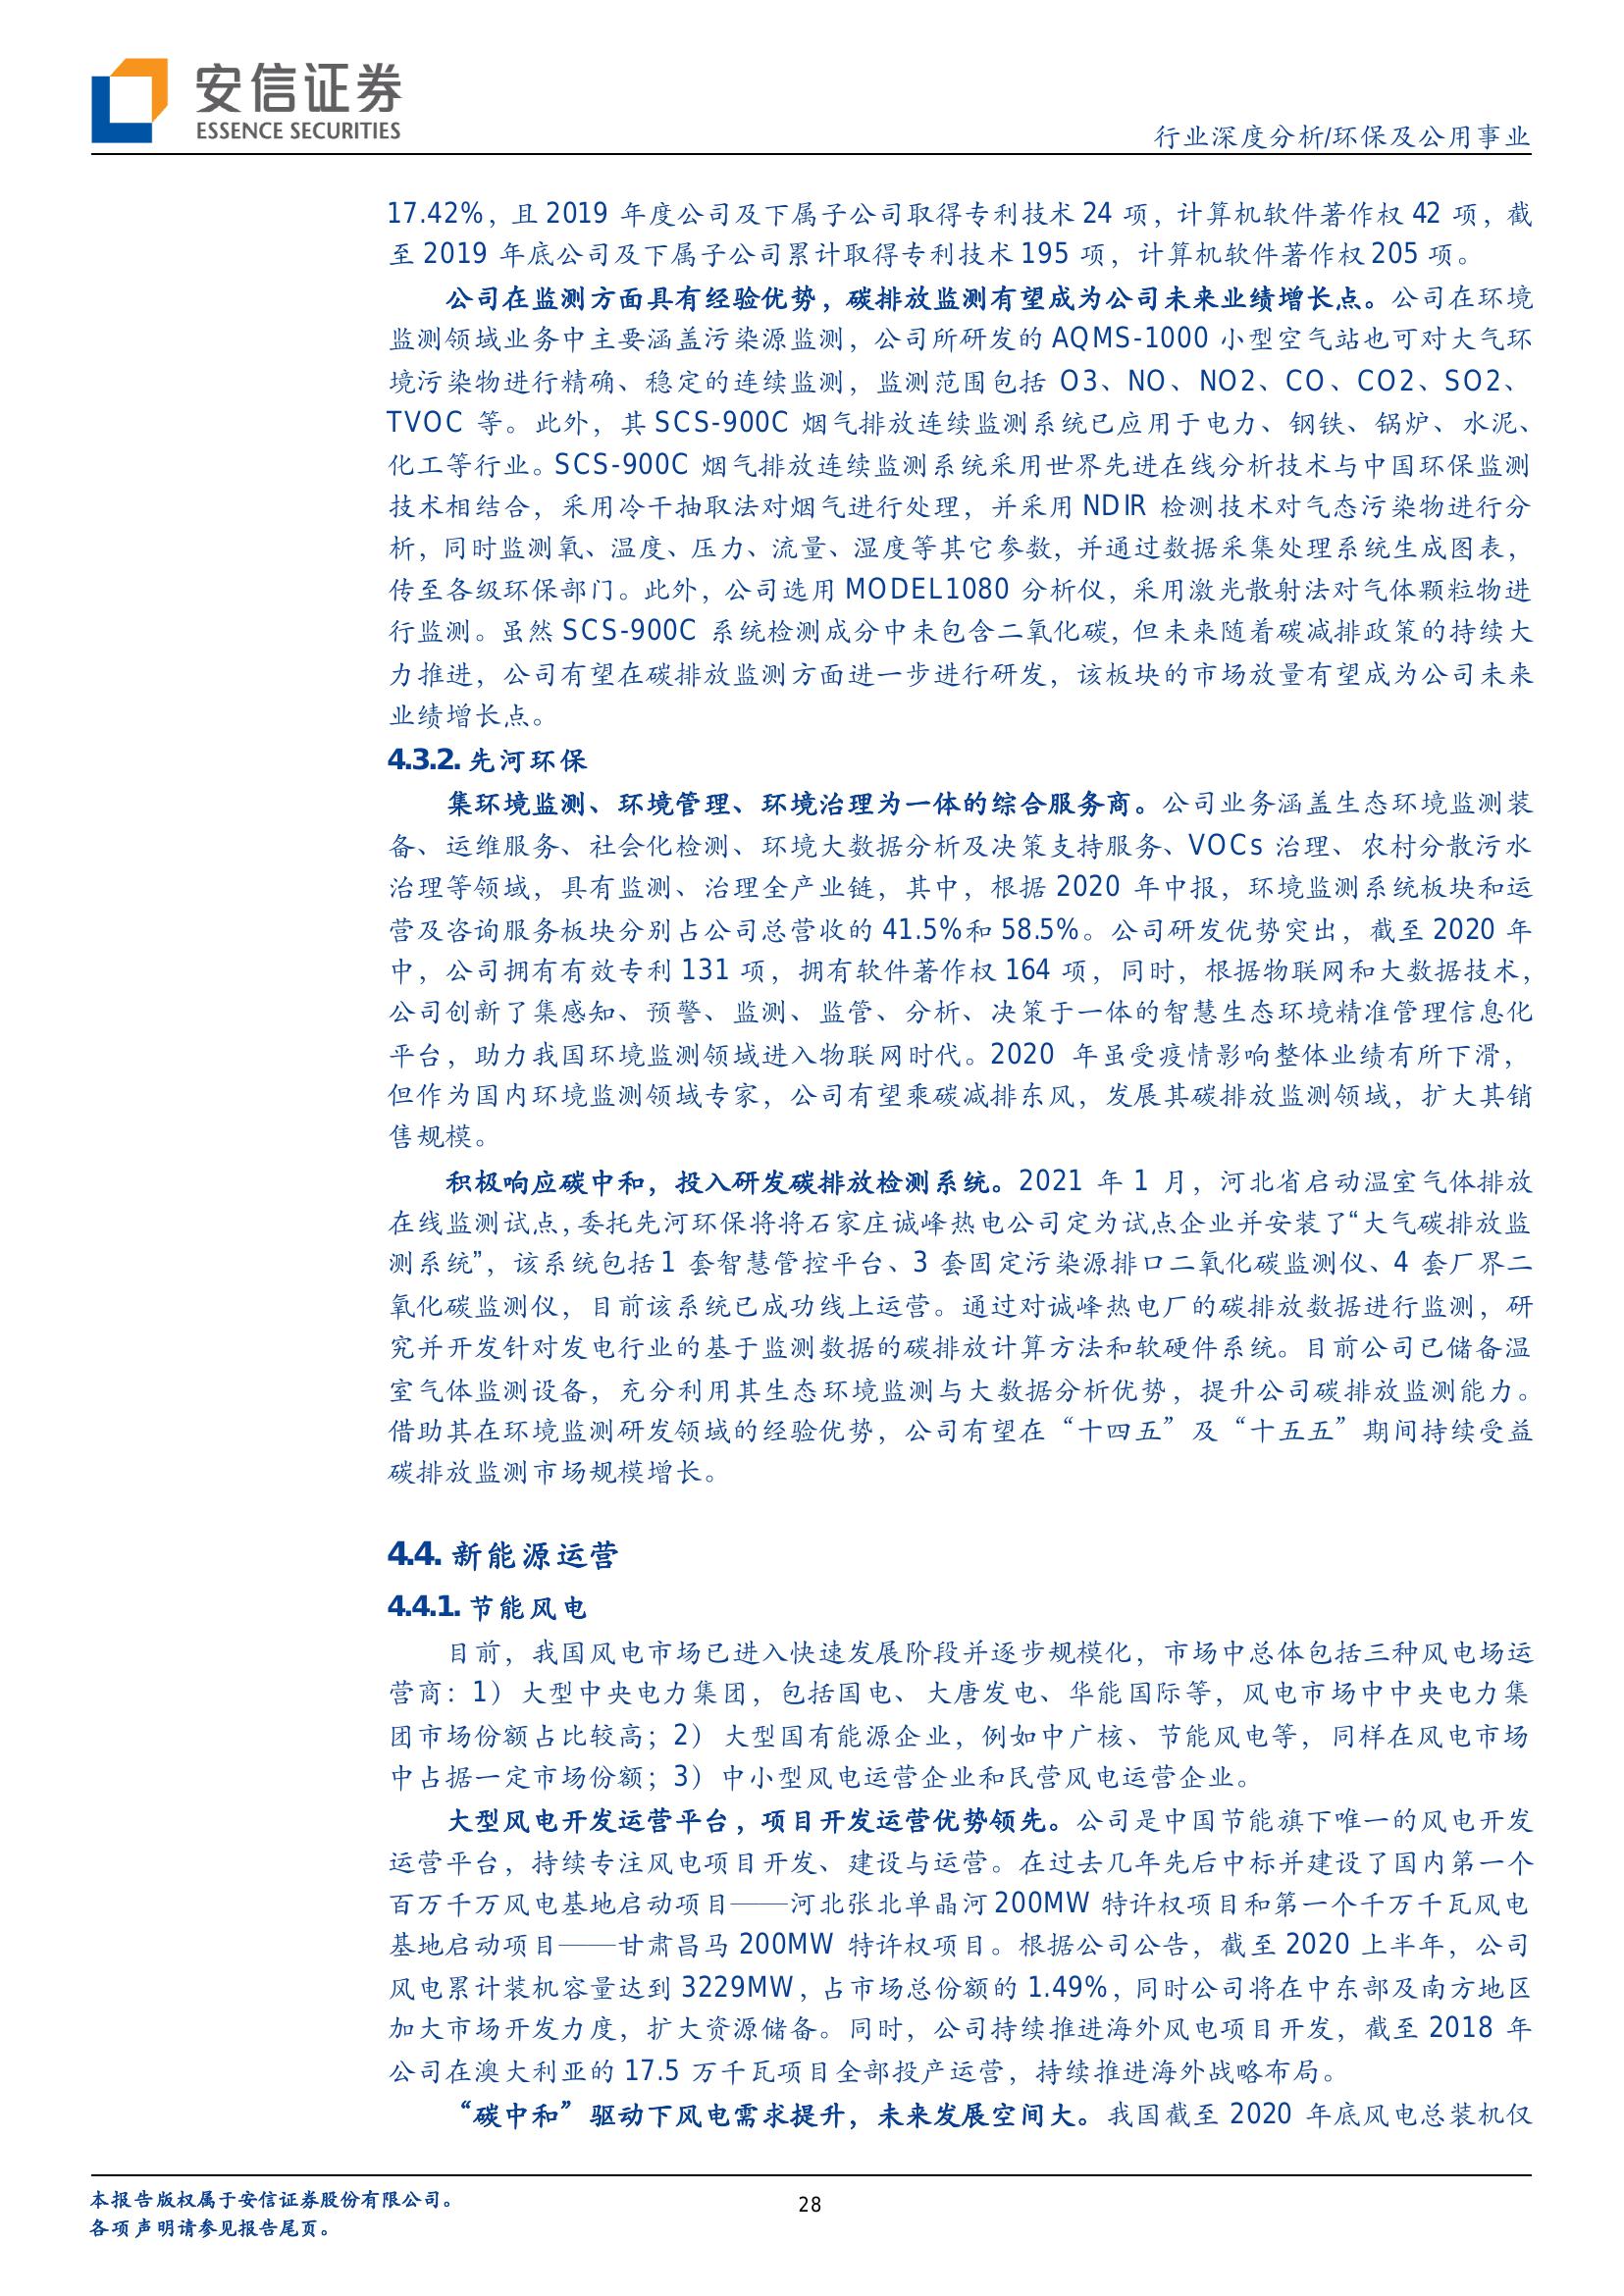 安信证券
ESSENCE SECURITIES
行业深度分析/环保及公用事业
17.42%，且 2019 年度公司及下属子公司取得专利技术 24 项，计算机软件著作权 42 项，截
至 2019 年底公司及下属子公司累计取得专利技术 195 项，计算机软件著作权 205 项。
公司在监测方面具有经验优势，碳排放监测有望成为公司未来业绩增长点。公司在环境
监测领域业务中主要涵盖污染源监测，公司所研发的 AQMS-1000 小型空气站也可对大气环
境污染物进行精确、稳定的连续监测，监测范围包括 O3、NO、NO2、CO、CO2、SO2、
TVOC 等。此外，其 SCS-900C 烟气排放连续监测系统已应用于电力、钢铁、锅炉、水泥、
化工等行业。SCS-900C 烟气排放连续监测系统采用世界先进在线分析技术与中国环保监测
技术相结合，采用冷干抽取法对烟气进行处理，并采用 NDIR 检测技术对气态污染物进行分
析，同时监测氧、温度、压力、流量、湿度等其它参数，并通过数据采集处理系统生成图表，
传至各级环保部门。此外，公司选用 MODEL1080 分析仪，采用激光散射法对气体颗粒物进
行监测。虽然 SCS-900C 系统检测成分中未包含二氧化碳，但未来随着碳减排政策的持续大
力推进，公司有望在碳排放监测方面进一步进行研发，该板块的市场放量有望成为公司未来
业绩增长点。
4.3.2. 先河环保
集环境监测、环境管理、环境治理为一体的综合服务商。公司业务涵盖生态环境监测装
备、运维服务、社会化检测、环境大数据分析及决策支持服务、VOCs 治理、农村分散污水
治理等领域，具有监测、治理全产业链，其中，根据 2020 年中报，环境监测系统板块和运
营及咨询服务板块分别占公司总营收的 41.5%和 58.5%。公司研发优势突出，截至 2020 年
中，公司拥有有效专利 131 项，拥有软件著作权 164 项，同时，根据物联网和大数据技术，
公司创新了集感知、预警、监测、监管、分析、决策于一体的智慧生态环境精准管理信息化
平台，助力我国环境监测领域进入物联网时代。2020 年虽受疫情影响整体业绩有所下滑，
但作为国内环境监测领域专家，公司有望乘碳减排东风，发展其碳排放监测领域，扩大其销
售规模。
积极响应碳中和，投入研发碳排放检测系统。2021 年 1 月，河北省启动温室气体排放
在线监测试点，委托先河环保将将石家庄诚峰热电公司定为试点企业并安装了“大气碳排放监
测系统”，该系统包括 1 套智慧管控平台、3 套固定污染源排口二氧化碳监测仪、4 套厂界二
氧化碳监测仪，目前该系统已成功线上运营。通过对诚峰热电厂的碳排放数据进行监测，研
究并开发针对发电行业的基于监测数据的碳排放计算方法和软硬件系统。目前公司已储备温
室气体监测设备，充分利用其生态环境监测与大数据分析优势，提升公司碳排放监测能力。
借助其在环境监测研发领域的经验优势，公司有望在“十四五”及“十五五”期间持续受益
碳排放监测市场规模增长。
4.4. 新能源运营
4.4.1. 节能风电
目前，我国风电市场已进入快速发展阶段并逐步规模化，市场中总体包括三种风电场运
营商：1）大型中央电力集团，包括国电、大唐发电、华能国际等，风电市场中中央电力集
团市场份额占比较高；2）大型国有能源企业，例如中广核、节能风电等，同样在风电市场
中占据一定市场份额；3）中小型风电运营企业和民营风电运营企业。
大型风电开发运营平台，项目开发运营优势领先。公司是中国节能旗下唯一的风电开发
运营平台，持续专注风电项目开发、建设与运营。在过去几年先后中标并建设了国内第一个
百万千万风电基地启动项目——河北张北单晶河 200MW 特许权项目和第一个千万千瓦风电
基地启动项目——甘肃昌马 200MW 特许权项目。根据公司公告，截至 2020 上半年，公司
风电累计装机容量达到 3229MW，占市场总份额的 1.49%，同时公司将在中东部及南方地区
加大市场开发力度，扩大资源储备。同时，公司持续推进海外风电项目开发，截至 2018 年
公司在澳大利亚的 17.5 万千瓦项目全部投产运营，持续推进海外战略布局。
“碳中和”驱动下风电需求提升，未来发展空间大。我国截至 2020 年底风电总装机仅
本报告版权属于安信证券股份有限公司。
28
各项声明请参见报告尾页。